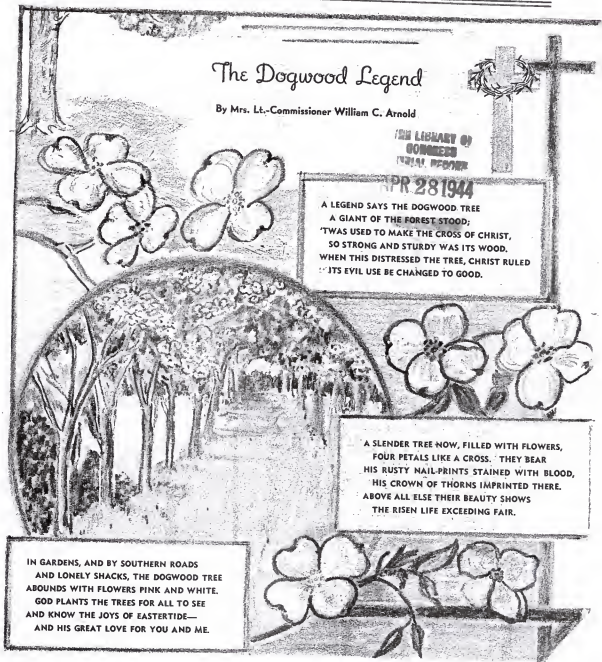 The Dogwood Legend
By Mrs. Lt.-Commissioner William C. Arnold
THE LIBRARY OF
CONGRESS
SERIAL RECORD
APR 28 1944
A LEGEND SAYS THE DOGWOOD TREE
A GIANT OF THE FOREST STOOD;
'TWAS USED TO MAKE THE CROSS OF CHRIST,
SO STRONG AND STURDY WAS ITS WOOD.
WHEN THIS DISTRESSED THE TREE, CHRIST RULED
ITS EVIL USE BE CHANGED TO GOOD.
A SLENDER TREE NOW, FILLED WITH FLOWERS,
FOUR PETALS LIKE A CROSS. THEY BEAR
HIS RUSTY NAIL-PRINTS STAINED WITH BLOOD,
HIS CROWN OF THORNS IMPRINTED THERE.
ABOVE ALL ELSE THEIR BEAUTY SHOWS
THE RISEN LIFE EXCEEDING FAIR.
IN GARDENS, AND BY SOUTHERN ROADS
AND LONELY SHACKS, THE DOGWOOD TREE
ABOUNDS WITH FLOWERS PINK AND WHITE.
GOD PLANTS THE TREES FOR ALL TO SEE
AND KNOW THE JOYS OF EASTERTIDE—
AND HIS GREAT LOVE FOR YOU AND ME.